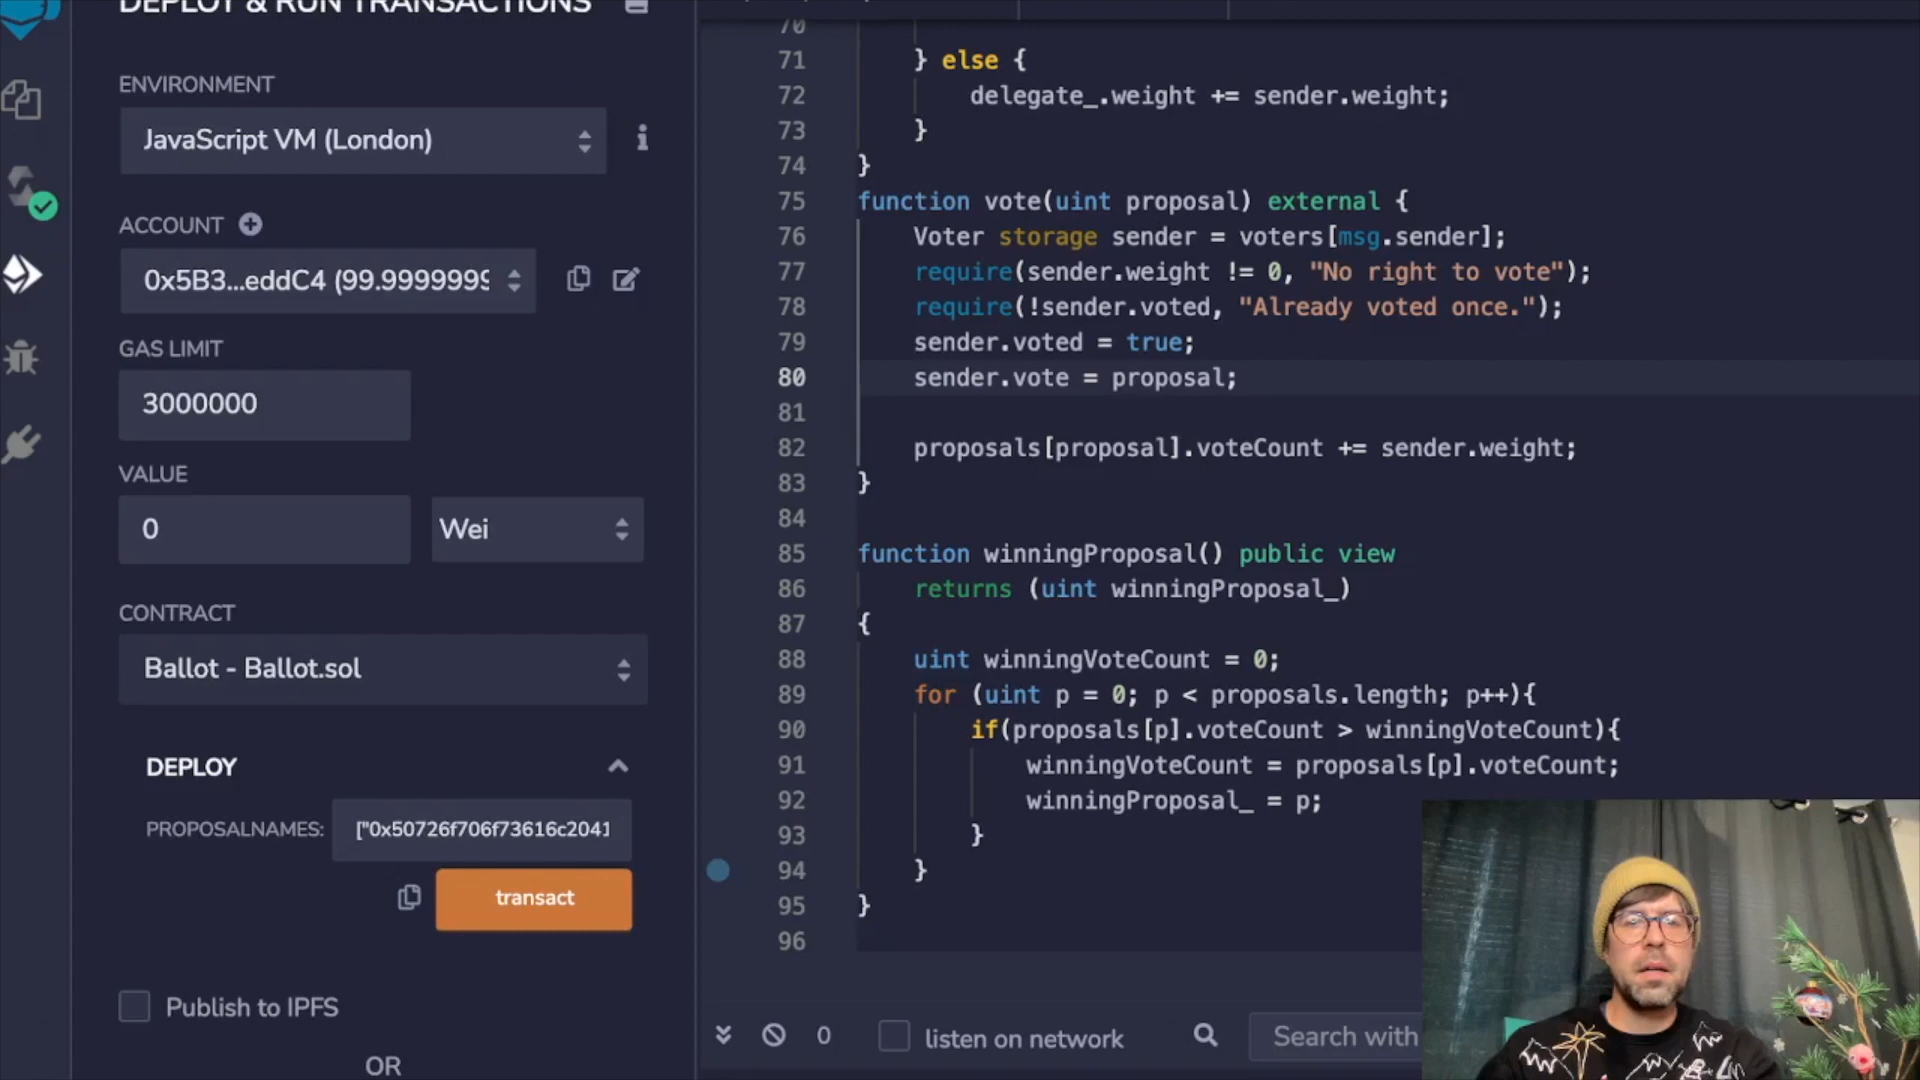 DEPLOY & RUN TRANSACTIONS
ENVIRONMENT
JavaScript VM (London)
ACCOUNT
0x5B3...eddC4 (99.9999999
GAS LIMIT
3000000
VALUE
0
Wei
CONTRACT
Ballot - Ballot.sol
DEPLOY
PROPOSALNAMES:
["0x50726f706f73616c2041
transact
Publish to IPFS
OR
70
71 } else {
72 delegate_.weight += sender.weight;
73 }
74 }
75 function vote(uint proposal) external {
76 Voter storage sender = voters[msg.sender];
77 require(sender.weight != 0, "No right to vote");
78 require(!sender.voted, "Already voted once.");
79 sender.voted = true;
80 sender.vote = proposal;
81
82 proposals[proposal].voteCount += sender.weight;
83 }
84
85 function winningProposal() public view
86 returns (uint winningProposal_)
87 {
88 uint winningVoteCount = 0;
89 for (uint p = 0; p < proposals.length; p++){
90 if(proposals[p].voteCount > winningVoteCount){
91 winningVoteCount = proposals[p].voteCount;
92 winningProposal_ = p;
93 }
94 }
95 }
96
0
listen on network
Search with